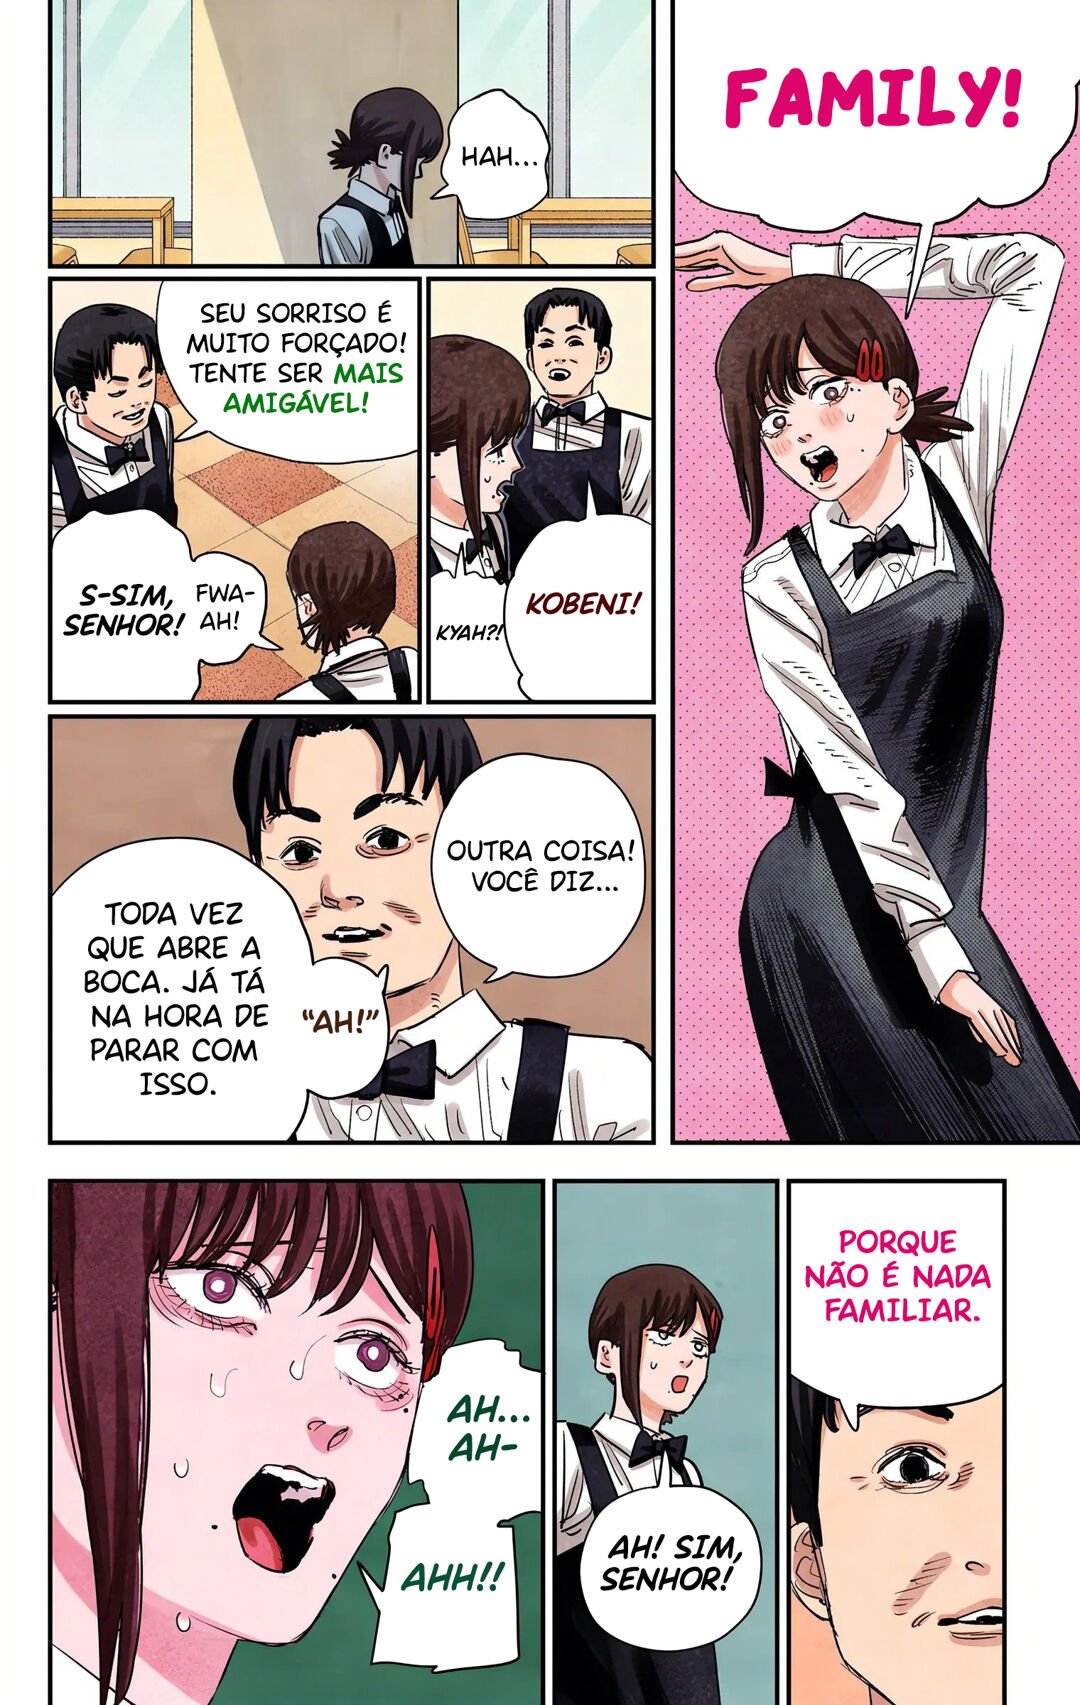 FAMILY!
HAH...
KOBENI!
KYAH?!
SEU SORRISO É
MUITO FORÇADO!
TENTE SER MAIS
AMIGÁVEL!
FWA-
AH!
S-SIM,
SENHOR!
OUTRA COISA!
VOCÊ DIZ...
"AH!"
TODA VEZ
QUE ABRE A
BOCA. JÁ TÁ
NA HORA DE
PARAR COM
ISSO.
PORQUE
NÃO É NADA
FAMILIAR.
AH! SIM,
SENHOR!
AH...
AH-
AHH!!